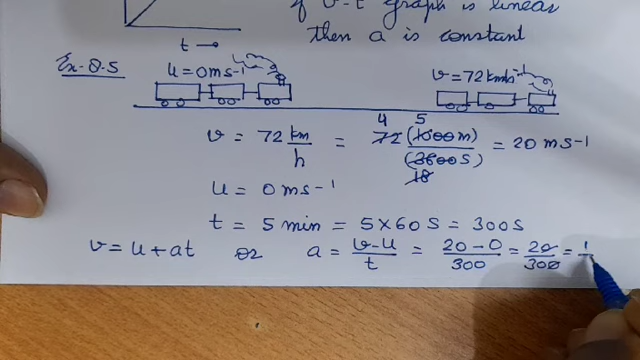 If v-t graph is linear
then a is constant
t →
Ex-8.5
u = 0 ms-1
v = 72 kmh-1
v = 72 km/h = 72 (1000 m)/(3600 s) = 20 ms-1
4 5
18
u = 0 ms-1
t = 5 min = 5×60 s = 300 s
v = u + at or a = v-u/t = 20-0/300 = 20/300 = 1